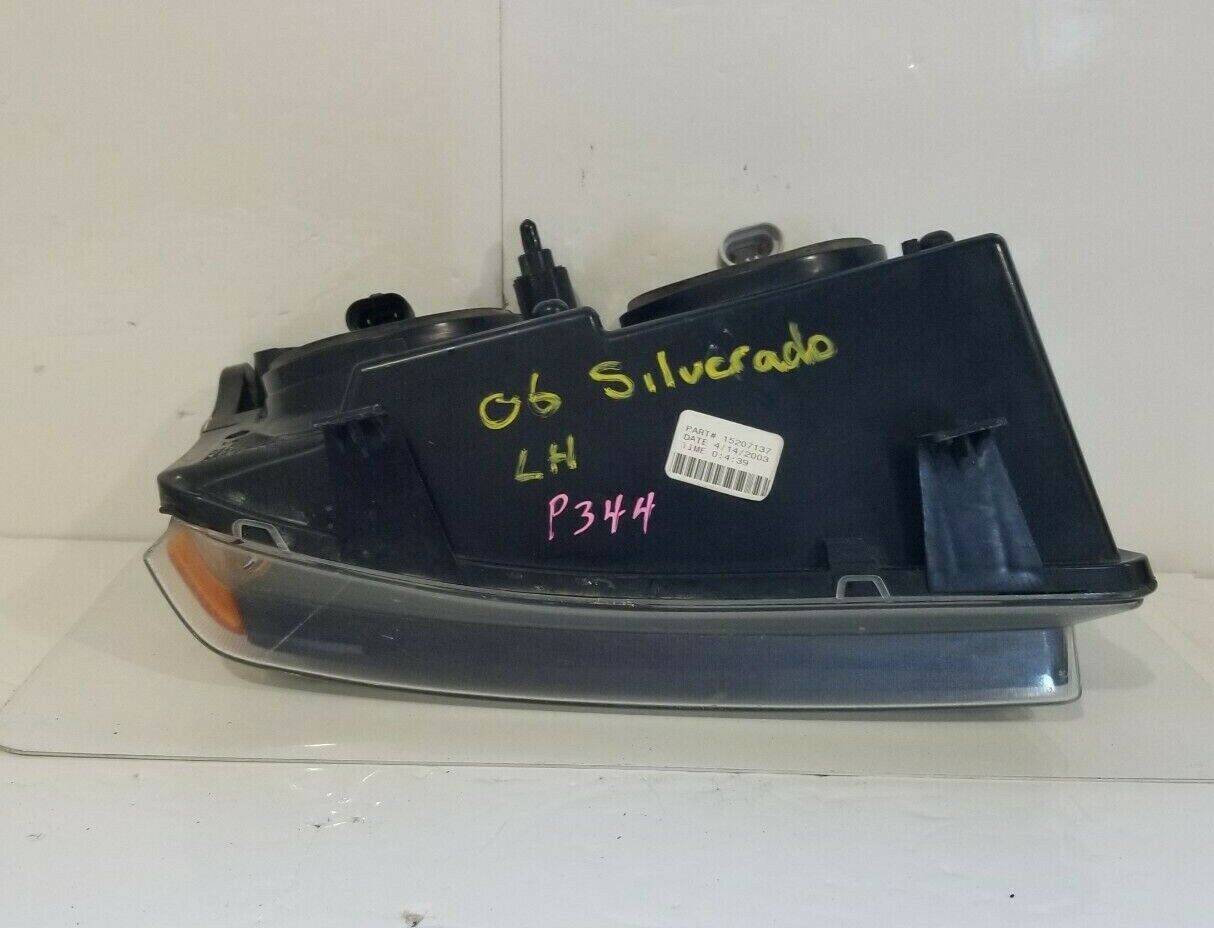 06 Silverado
LH
P344
PART# 15207137
DATE 4/14/2003
TIME 0:4:39